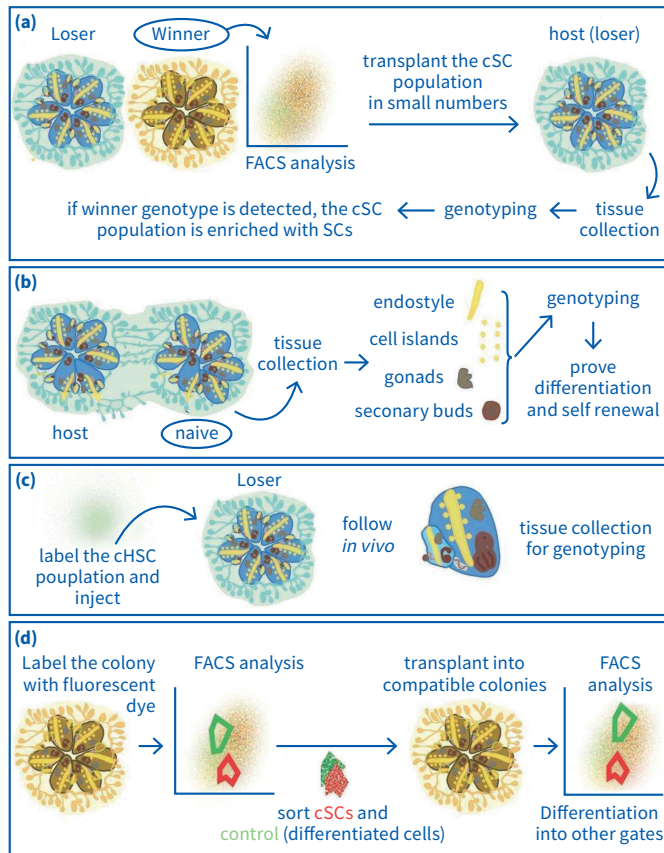 (a)
Loser
Winner
FACS analysis
transplant the cSC
population
in small numbers
host (loser)
tissue
collection
genotyping
if winner genotype is detected, the cSC
population is enriched with SCs
(b)
host
naive
tissue
collection
endostyle
cell islands
gonads
seconary buds
genotyping
prove
differentiation
and self renewal
(c)
label the cHSC
pouplation and
inject
Loser
follow
in vivo
tissue collection
for genotyping
(d)
Label the colony
with fluorescent
dye
FACS analysis
sort cSCs and
control (differentiated cells)
transplant into
compatible colonies
FACS
analysis
Differentiation
into other gates